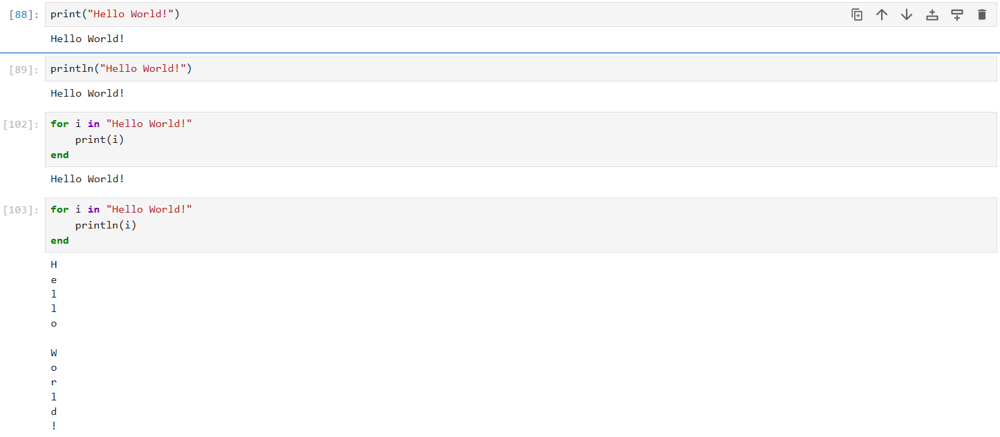 [88]: print("Hello World!")
Hello World!
[89]: println("Hello World!")
Hello World!
[102]: for i in "Hello World!"
    print(i)
end
Hello World!
[103]: for i in "Hello World!"
    println(i)
end
H
e
l
l
o

W
o
r
l
d
!